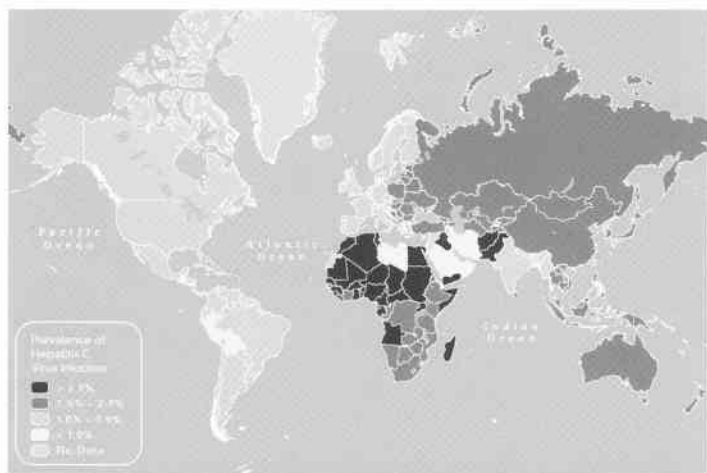 Pacific
Ocean
Atlantic
Ocean
Indian
Ocean
Prevalence of
Hepatitis C
Virus Infection
No Data